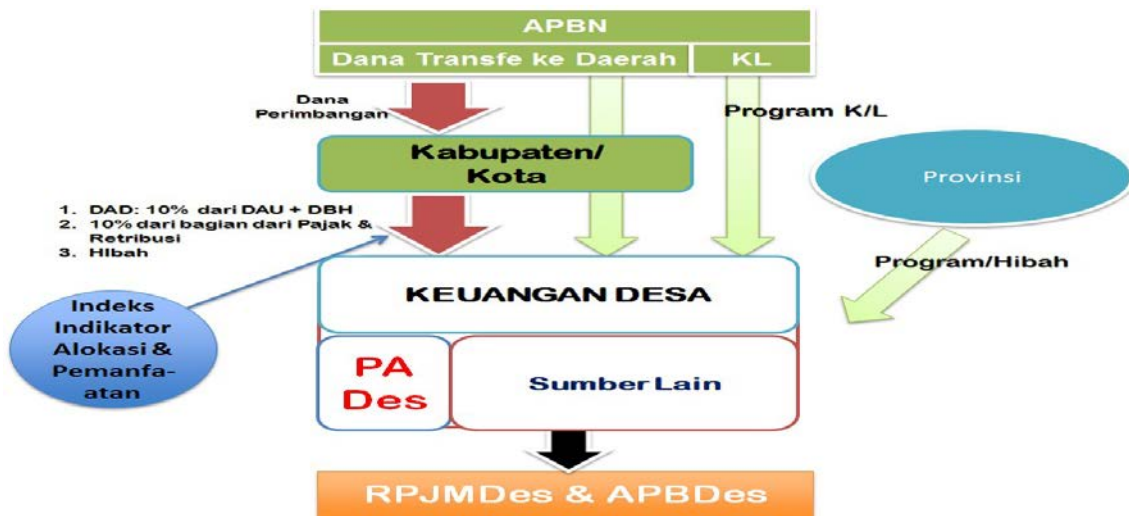 APBN
Dana Transfe ke Daerah
KL
Dana
Perimbangan
Program K/L
Kabupaten/
Kota
Provinsi
1. DAD: 10% dari DAU + DBH
2. 10% dari bagian dari Pajak &
Retribusi
3. HIbah
Program/Hibah
KEUANGAN DESA
Indeks
Indikator
Alokasi &
Pemanfa-
atan
PA
Des
Sumber Lain
RPJMDes & APBDes